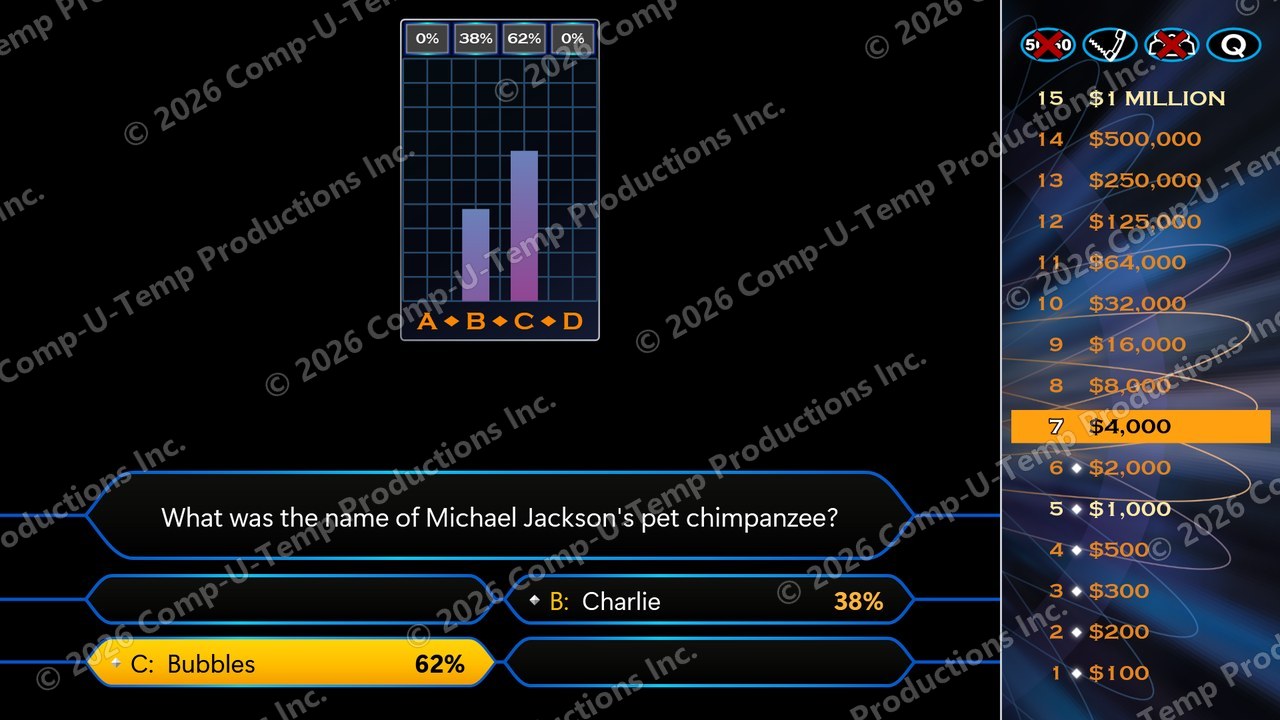 0% 38% 62% 0%
A B C D
What was the name of Michael Jackson's pet chimpanzee?
B: Charlie 38%
C: Bubbles 62%
50:50 Q
15 $1 MILLION
14 $500,000
13 $250,000
12 $125,000
11 $64,000
10 $32,000
9 $16,000
8 $8,000
7 $4,000
6 $2,000
5 $1,000
4 $500
3 $300
2 $200
1 $100
© 2026 Comp-U-Temp Productions Inc.